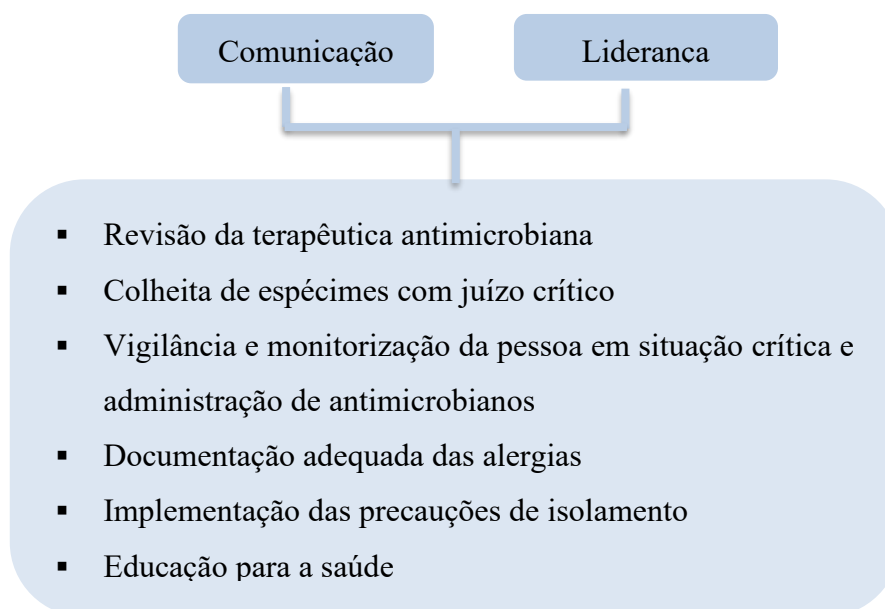 Comunicação
Liderança
▪ Revisão da terapêutica antimicrobiana
▪ Colheita de espécimes com juízo crítico
▪ Vigilância e monitorização da pessoa em situação crítica e
administração de antimicrobianos
▪ Documentação adequada das alergias
▪ Implementação das precauções de isolamento
▪ Educação para a saúde